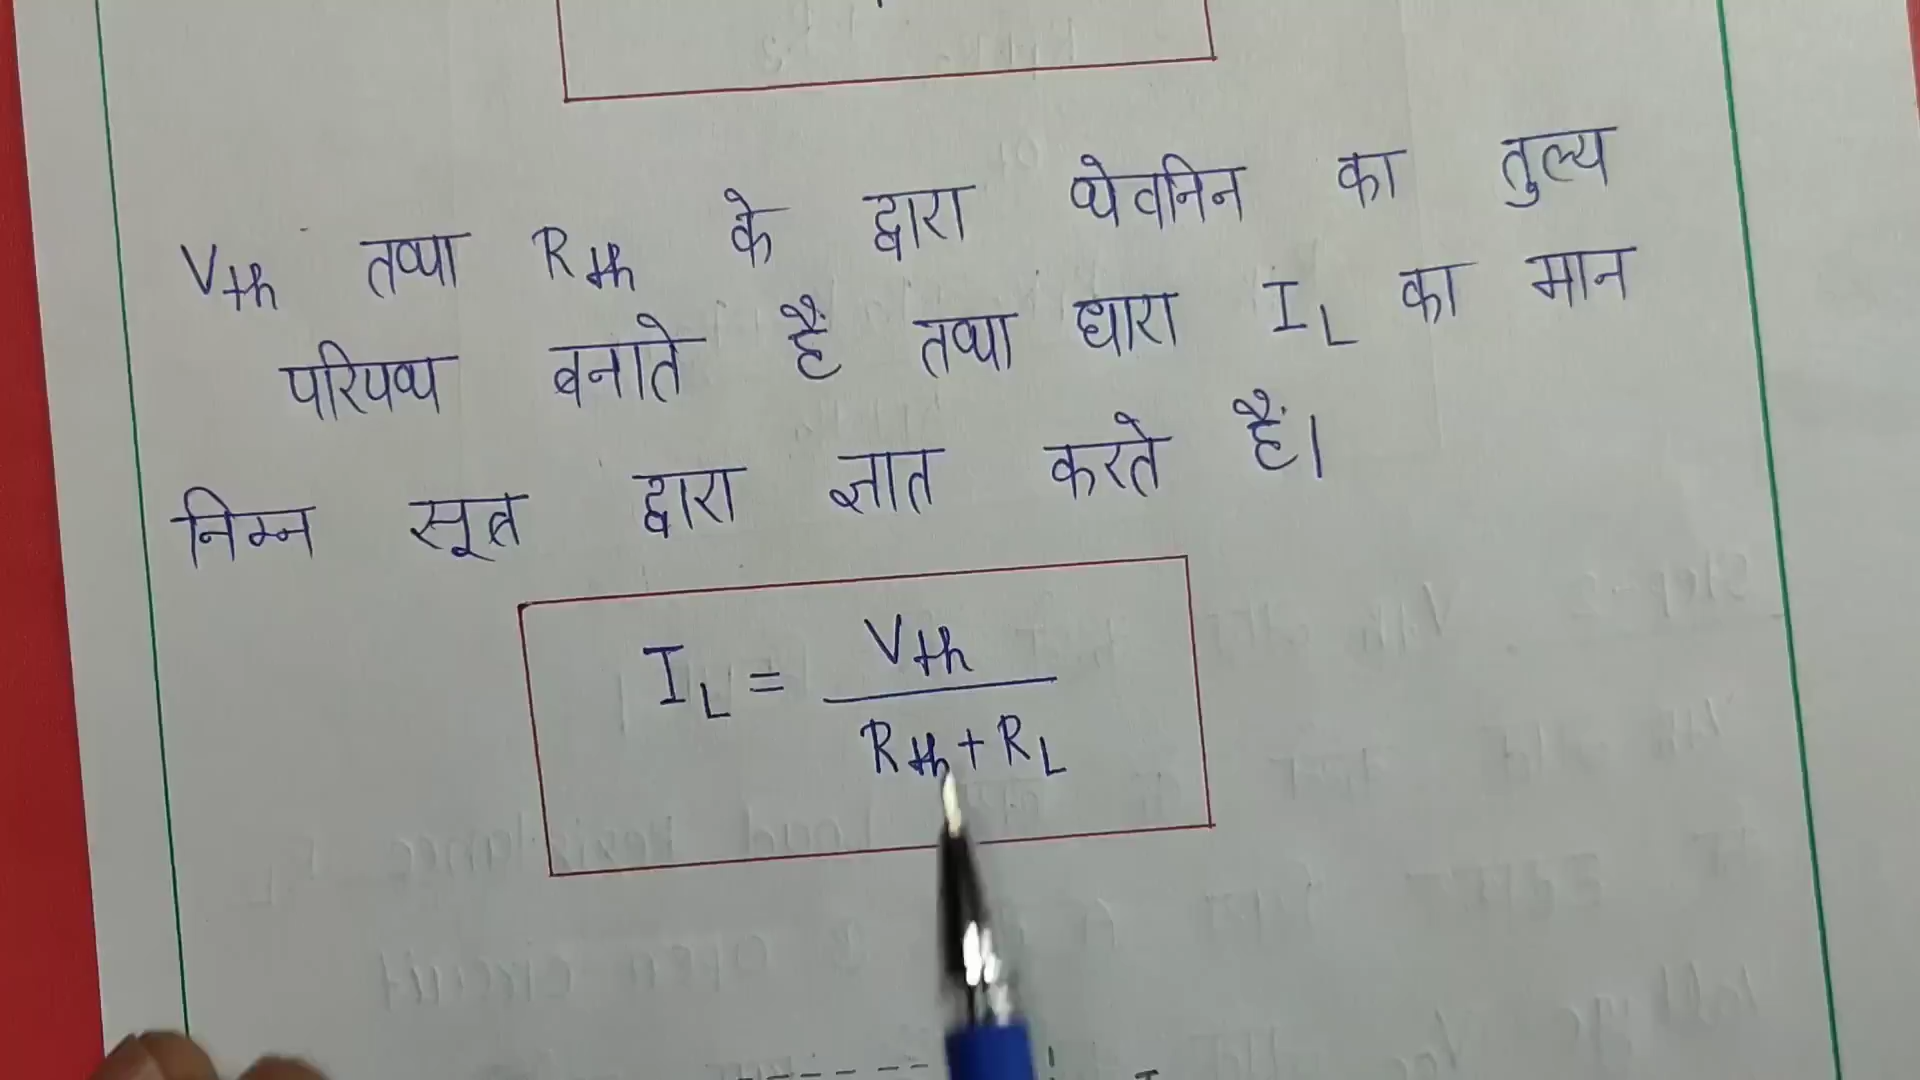 Vth तथा Rth के द्वारा थेवनिन का तुल्य
परिपथ बनाते हैं तथा धारा IL का मान
निम्न सूत्र द्वारा ज्ञात करते हैं।
IL = Vth
Rth + RL